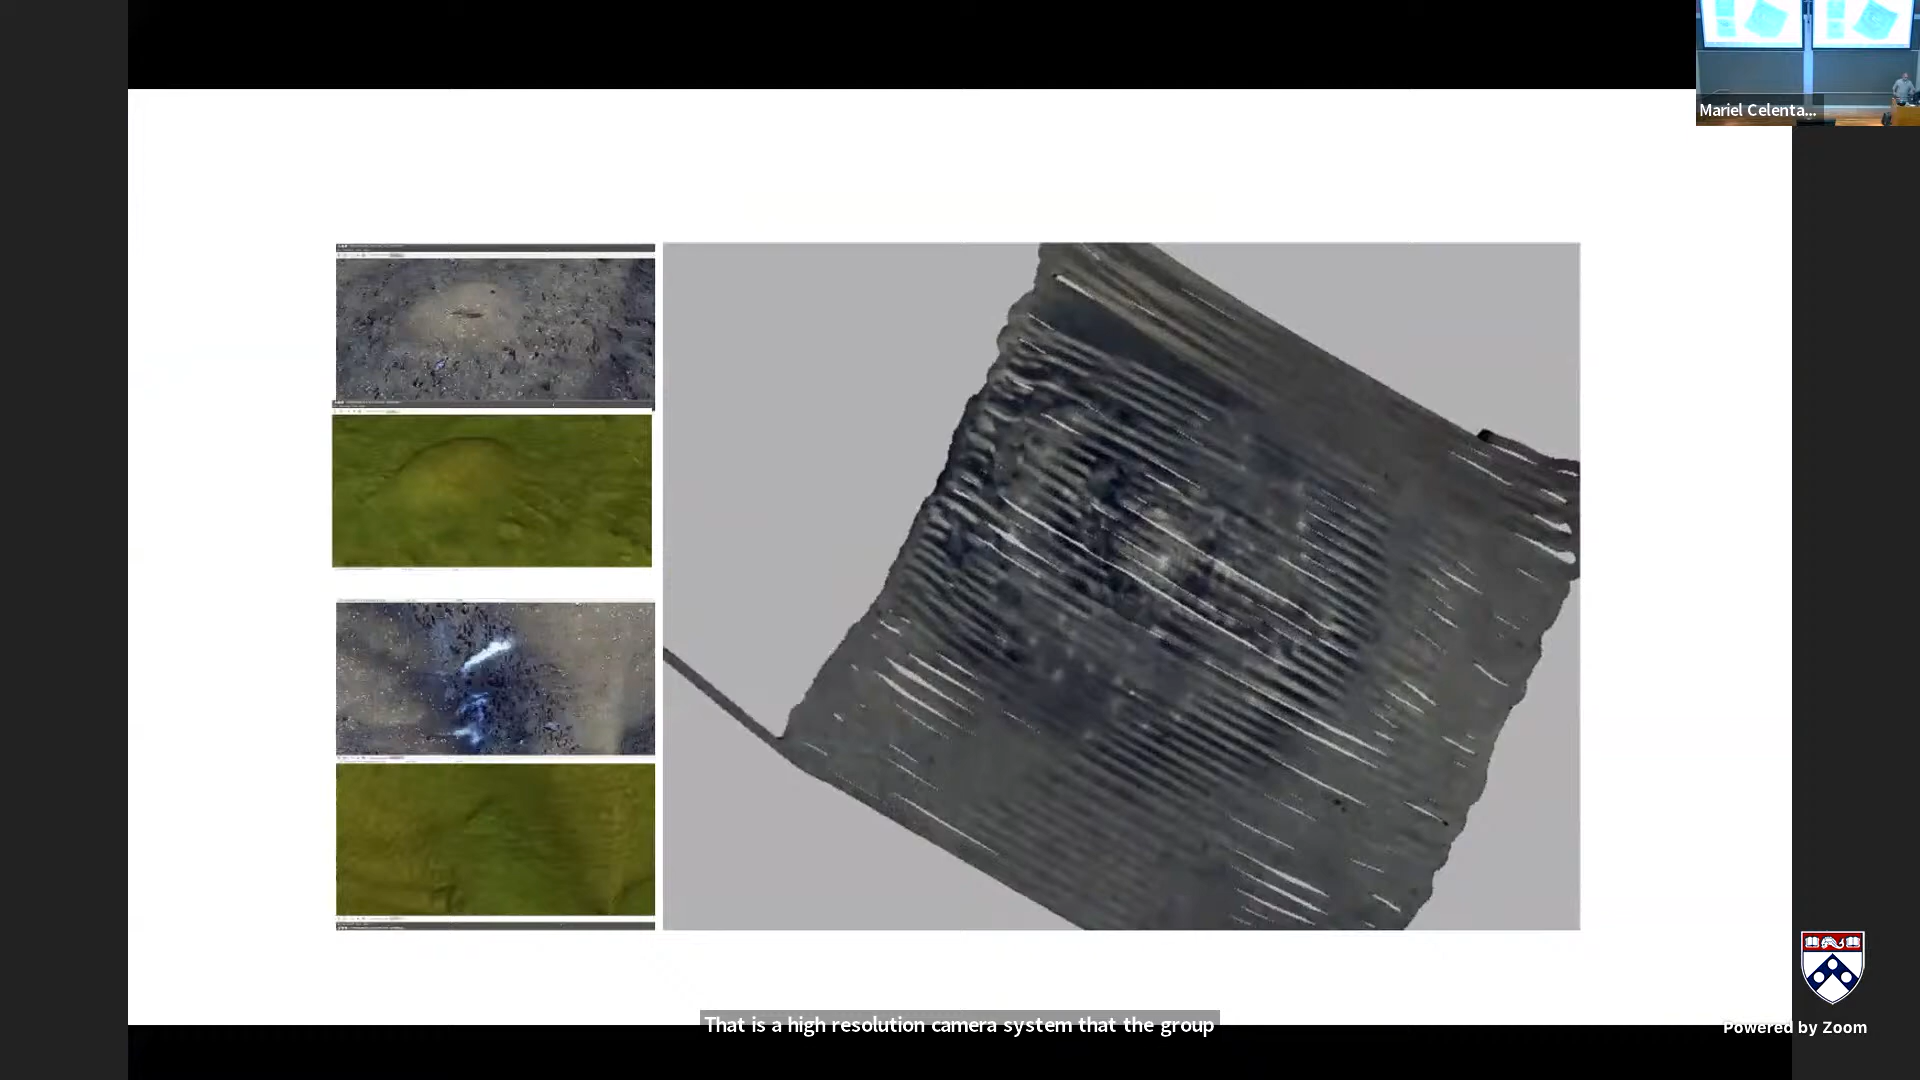 Mariel Celenta...
That is a high resolution camera system that the group
Powered by Zoom